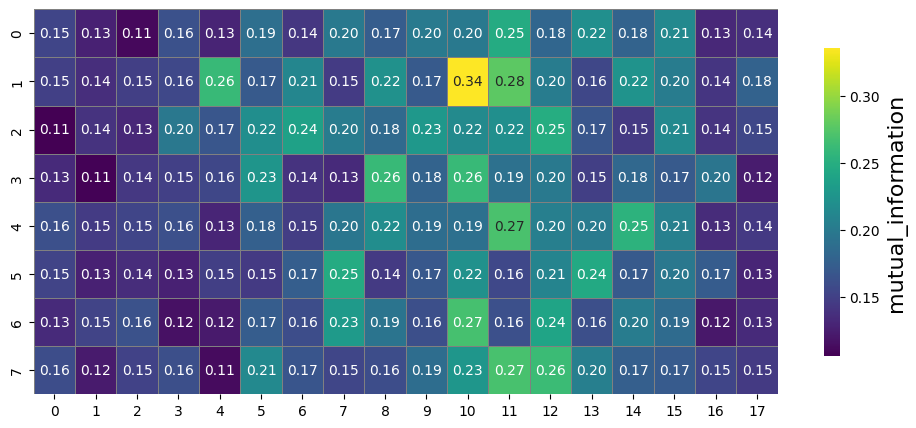 0 0.15 0.13 0.11 0.16 0.13 0.19 0.14 0.20 0.17 0.20 0.20 0.25 0.18 0.22 0.18 0.21 0.13 0.14
1 0.15 0.14 0.15 0.16 0.26 0.17 0.21 0.15 0.22 0.17 0.34 0.28 0.20 0.16 0.22 0.20 0.14 0.18
2 0.11 0.14 0.13 0.20 0.17 0.22 0.24 0.20 0.18 0.23 0.22 0.22 0.25 0.17 0.15 0.21 0.14 0.15
3 0.13 0.11 0.14 0.15 0.16 0.23 0.14 0.13 0.26 0.18 0.26 0.19 0.20 0.15 0.18 0.17 0.20 0.12
4 0.16 0.15 0.15 0.16 0.13 0.18 0.15 0.20 0.22 0.19 0.19 0.27 0.20 0.20 0.25 0.21 0.13 0.14
5 0.15 0.13 0.14 0.13 0.15 0.15 0.17 0.25 0.14 0.17 0.22 0.16 0.21 0.24 0.17 0.20 0.17 0.13
6 0.13 0.15 0.16 0.12 0.12 0.17 0.16 0.23 0.19 0.16 0.27 0.16 0.24 0.16 0.20 0.19 0.12 0.13
7 0.16 0.12 0.15 0.16 0.11 0.21 0.17 0.15 0.16 0.19 0.23 0.27 0.26 0.20 0.17 0.17 0.15 0.15
0 1 2 3 4 5 6 7 8 9 10 11 12 13 14 15 16 17
0.30
0.25
0.20
0.15
mutual_information